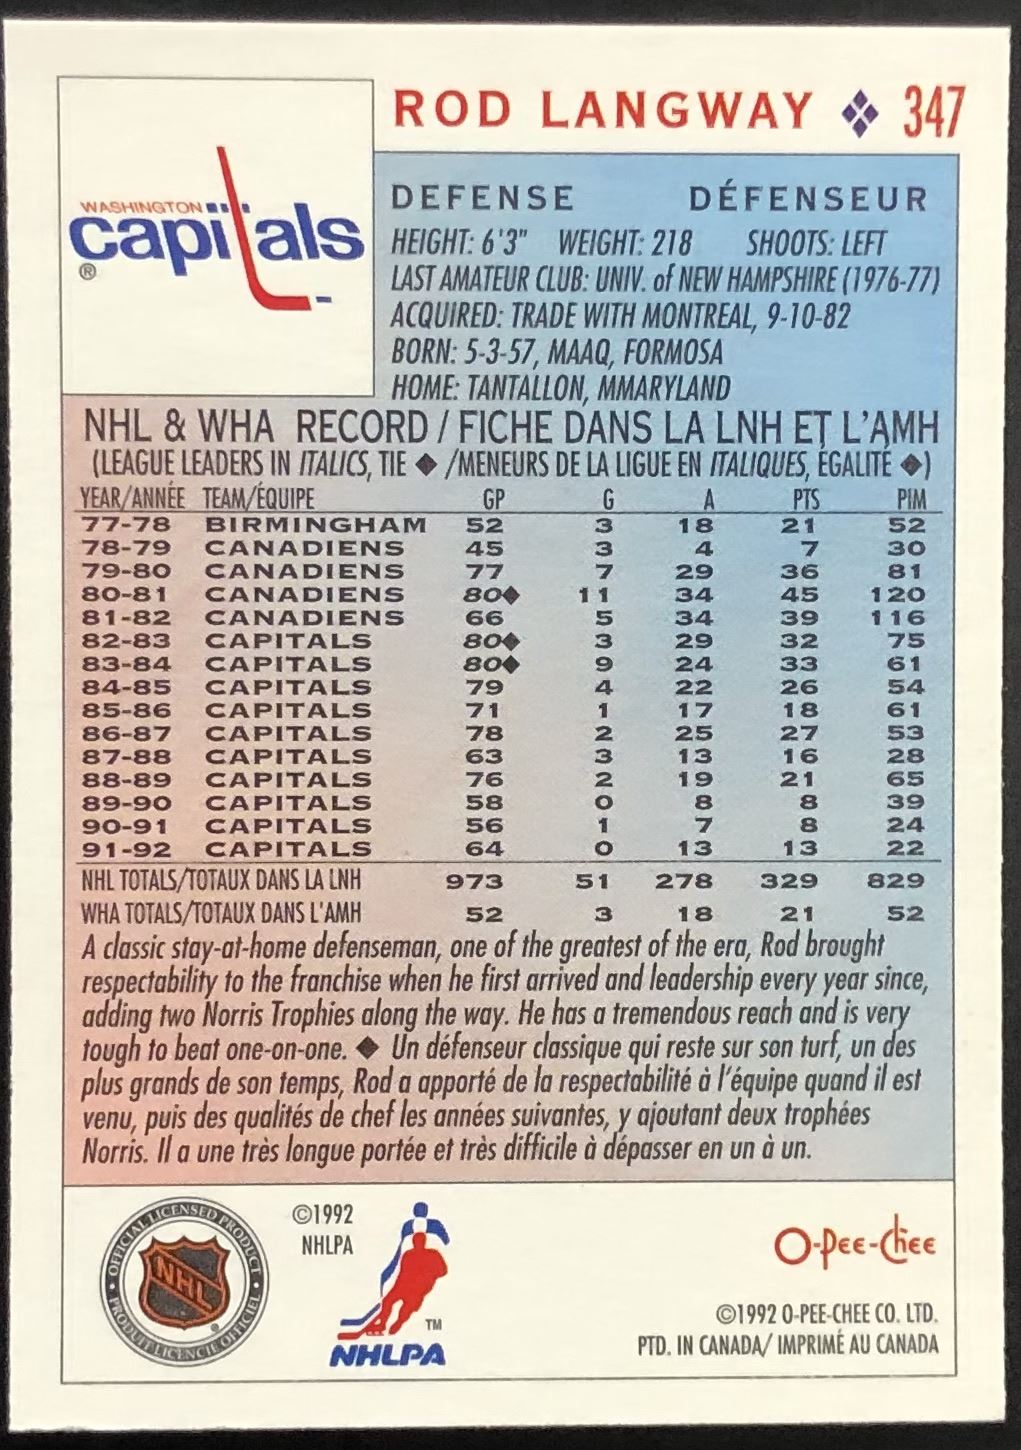 ROD LANGWAY ❖ 347
WASHINGTON
capitals
®
DEFENSE DÉFENSEUR
HEIGHT: 6'3" WEIGHT: 218 SHOOTS: LEFT
LAST AMATEUR CLUB: UNIV. of NEW HAMPSHIRE (1976-77)
ACQUIRED: TRADE WITH MONTREAL, 9-10-82
BORN: 5-3-57, MAAQ, FORMOSA
HOME: TANTALLON, MMARYLAND
NHL & WHA RECORD / FICHE DANS LA LNH ET L'AMH
(LEAGUE LEADERS IN ITALICS, TIE ◆ /MENEURS DE LA LIGUE EN ITALIQUES, ÉGALITÉ ◆)
YEAR/ANNÉE TEAM/ÉQUIPE GP G A PTS PIM
77-78 BIRMINGHAM 52 3 18 21 52
78-79 CANADIENS 45 3 4 7 30
79-80 CANADIENS 77 7 29 36 81
80-81 CANADIENS 80◆ 11 34 45 120
81-82 CANADIENS 66 5 34 39 116
82-83 CAPITALS 80◆ 3 29 32 75
83-84 CAPITALS 80◆ 9 24 33 61
84-85 CAPITALS 79 4 22 26 54
85-86 CAPITALS 71 1 17 18 61
86-87 CAPITALS 78 2 25 27 53
87-88 CAPITALS 63 3 13 16 28
88-89 CAPITALS 76 2 19 21 65
89-90 CAPITALS 58 0 8 8 39
90-91 CAPITALS 56 1 7 8 24
91-92 CAPITALS 64 0 13 13 22
NHL TOTALS/TOTAUX DANS LA LNH 973 51 278 329 829
WHA TOTALS/TOTAUX DANS L'AMH 52 3 18 21 52
A classic stay-at-home defenseman, one of the greatest of the era, Rod brought
respectability to the franchise when he first arrived and leadership every year since,
adding two Norris Trophies along the way. He has a tremendous reach and is very
tough to beat one-on-one. ◆ Un défenseur classique qui reste sur son turf, un des
plus grands de son temps, Rod a apporté de la respectabilité à l'équipe quand il est
venu, puis des qualités de chef les années suivantes, y ajoutant deux trophées
Norris. Il a une très longue portée et très difficile à dépasser en un à un.
OFFICIAL LICENSED PRODUCT
NHL
PRODUIT LICENCIÉ OFFICIEL
©1992
NHLPA
TM
NHLPA
O-Pee-Chee
©1992 O-PEE-CHEE CO. LTD.
PTD. IN CANADA/ IMPRIMÉ AU CANADA